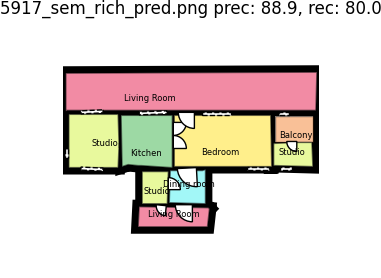 5917_sem_rich_pred.png prec: 88.9, rec: 80.0
Living Room
Balcony
Studio
Kitchen
Bedroom
Studio
Dining room
Studio
Living Room